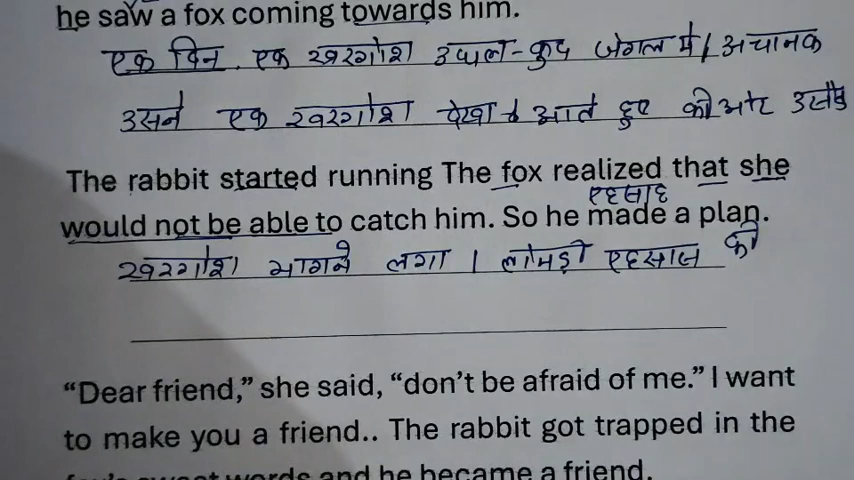 he saw a fox coming towards him.
एक दिन, एक खरगोश उछल-कुद जंगल मे। अचानक
उसने एक खरगोश देखा आते हुए की ओर उसके
The rabbit started running The fox realized that she
एहसाह
would not be able to catch him. So he made a plan.
खरगोश भागने लगा। लोमड़ी एहसास की
“Dear friend,” she said, “don’t be afraid of me.” I want
to make you a friend.. The rabbit got trapped in the
fox's sweet words and he became a friend.